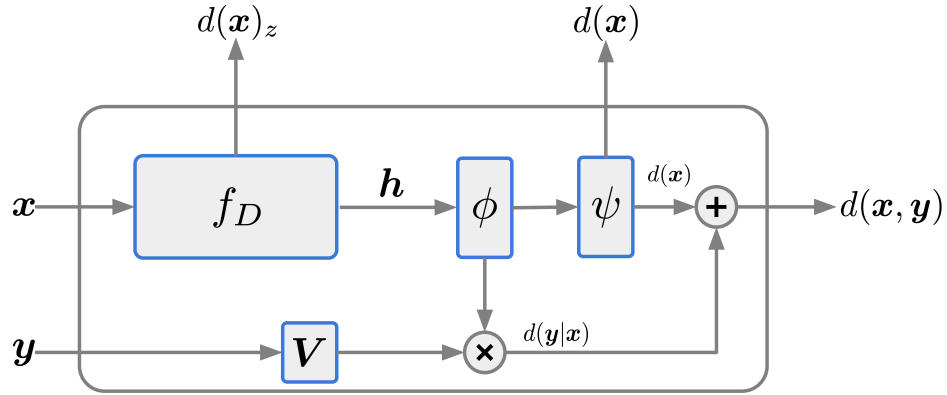 d(x)_z d(x)
x f_D h ϕ ψ d(x) + d(x, y)
y V × d(y|x)